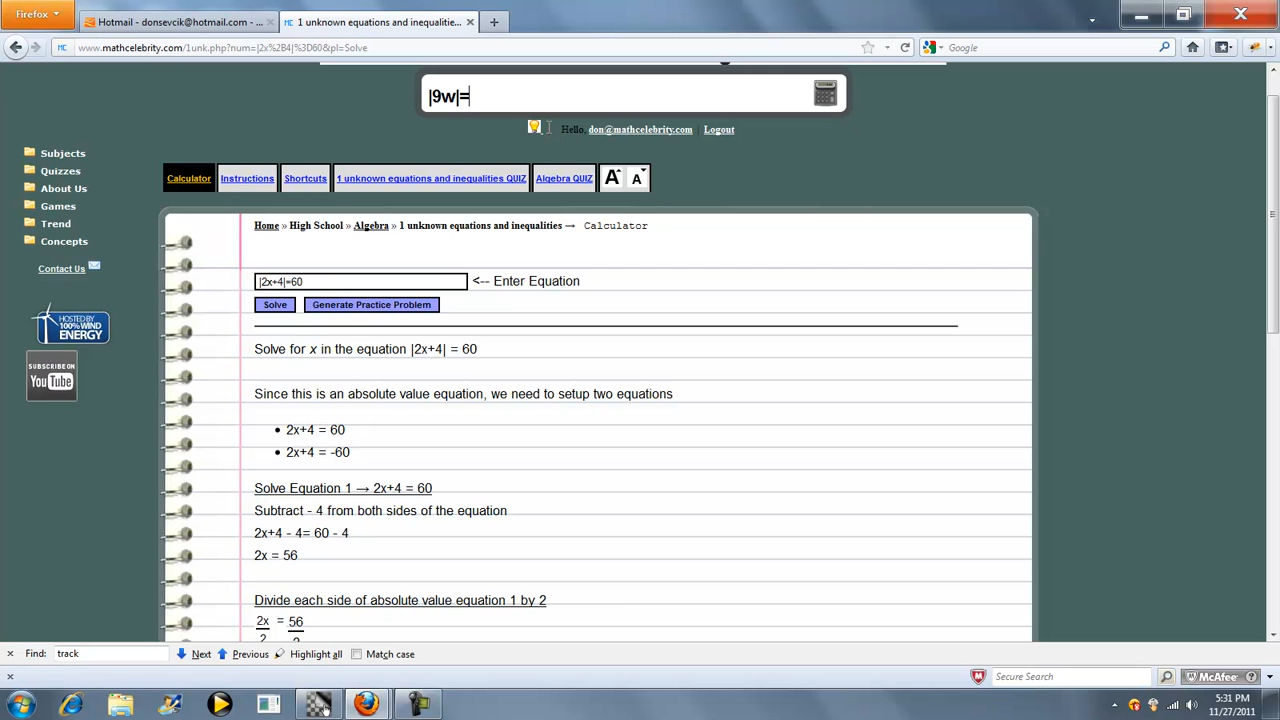 Firefox
Hotmail - donsevcik@hotmail.com - ...
MC 1 unknown equations and inequalitie...
MC www.mathcelebrity.com/1unk.php?num=|2x%2B4|%3D60&pl=Solve
Google
|9w|=
Hello, don@mathcelebrity.com | Logout
Subjects
Quizzes
About Us
Games
Trend
Concepts
Contact Us
HOSTED BY
100% WIND
ENERGY
SUBSCRIBE ON
YouTube
Calculator Instructions Shortcuts 1 unknown equations and inequalities QUIZ Algebra QUIZ A A
Home » High School » Algebra » 1 unknown equations and inequalities → Calculator
|2x+4|=60 <-- Enter Equation
Solve Generate Practice Problem
Solve for x in the equation |2x+4| = 60
Since this is an absolute value equation, we need to setup two equations
• 2x+4 = 60
• 2x+4 = -60
Solve Equation 1 → 2x+4 = 60
Subtract - 4 from both sides of the equation
2x+4 - 4= 60 - 4
2x = 56
Divide each side of absolute value equation 1 by 2
2x = 56
2 2
Find: track Next Previous Highlight all Match case
Secure Search McAfee
5:31 PM
11/27/2011